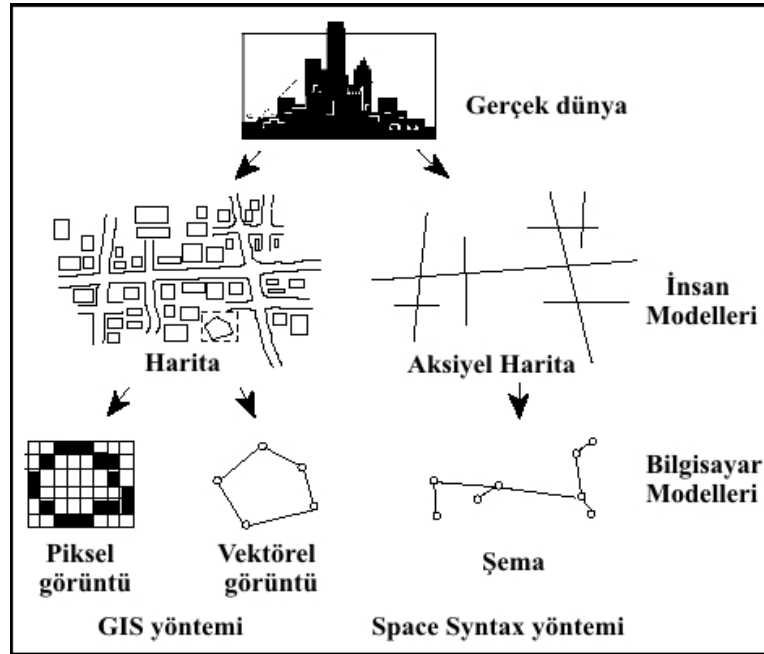 Gerçek dünya
İnsan
Modelleri
Harita
Aksiyel Harita
Bilgisayar
Modelleri
Piksel
görüntü
Vektörel
görüntü
Şema
GIS yöntemi
Space Syntax yöntemi